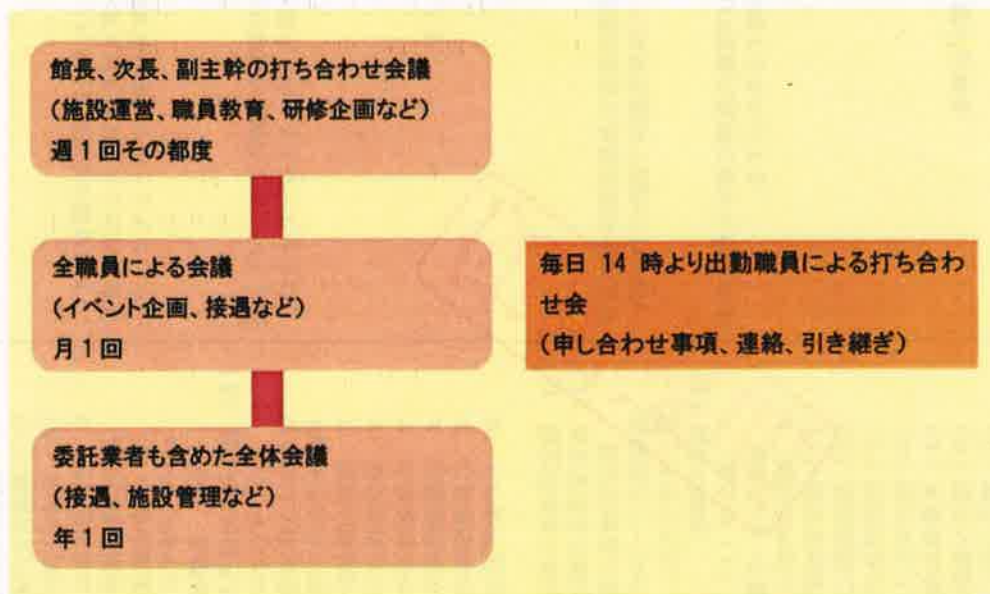 館長、次長、副主幹の打ち合わせ会議
(施設運営、職員教育、研修企画など)
週1回その都度
全職員による会議
(イベント企画、接遇など)
月1回
毎日 14 時より出勤職員による打ち合わ
せ会
(申し合わせ事項、連絡、引き継ぎ)
委託業者も含めた全体会議
(接遇、施設管理など)
年1回